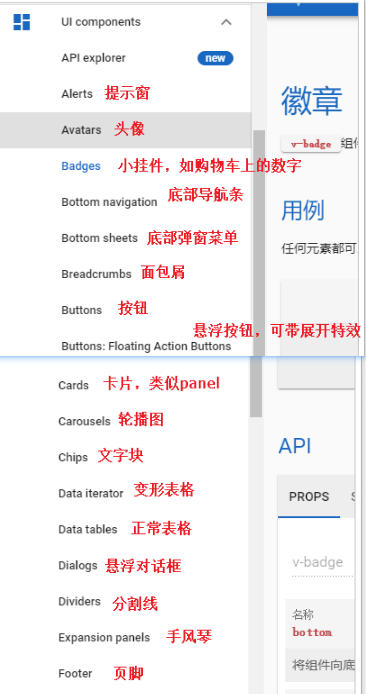 UI components
API explorer new
Alerts 提示窗
Avatars 头像
Badges 小挂件，如购物车上的数字
Bottom navigation 底部导航条
Bottom sheets 底部弹窗菜单
Breadcrumbs 面包屑
Buttons 按钮
悬浮按钮，可带展开特效
Buttons: Floating Action Buttons
Cards 卡片，类似panel
Carousels 轮播图
Chips 文字块
Data iterator 变形表格
Data tables 正常表格
Dialogs 悬浮对话框
Dividers 分割线
Expansion panels 手风琴
Footer 页脚
徽章
v-badge 组件
用例
任何元素都可
API
PROPS S
v-badge
名称
bottom
将组件向底